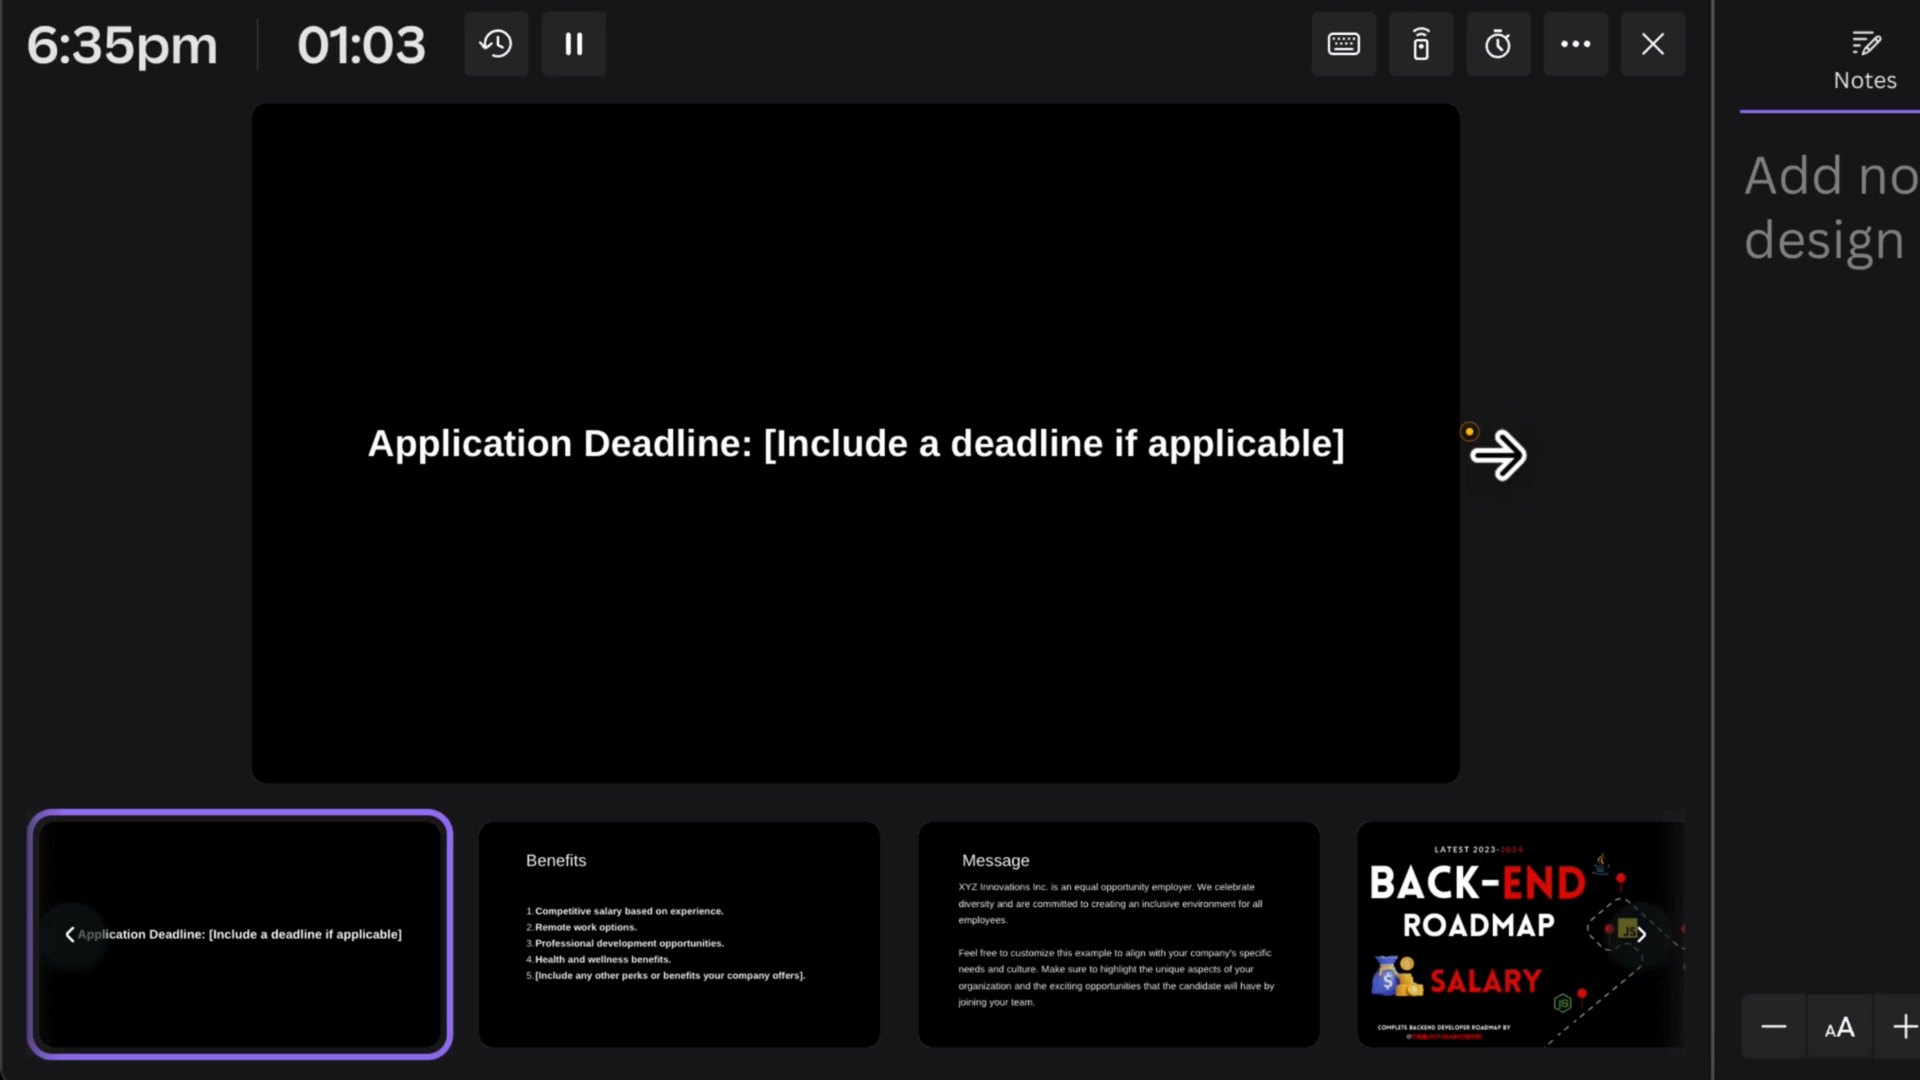 6:35pm
01:03
Notes
Add no
design
Application Deadline: [Include a deadline if applicable]
Application Deadline: [Include a deadline if applicable]
Benefits
1. Competitive salary based on experience.
2. Remote work options.
3. Professional development opportunities.
4. Health and wellness benefits.
5. [Include any other perks or benefits your company offers].
Message
XYZ Innovations Inc. is an equal opportunity employer. We celebrate
diversity and are committed to creating an inclusive environment for all
employees.
Feel free to customize this example to align with your company's specific
needs and culture. Make sure to highlight the unique aspects of your
organization and the exciting opportunities that the candidate will have by
joining your team.
LATEST 2023-2024
BACK-END
ROADMAP
JS
$
SALARY
JS
COMPLETE BACKEND DEVELOPER ROADMAP BY
AA